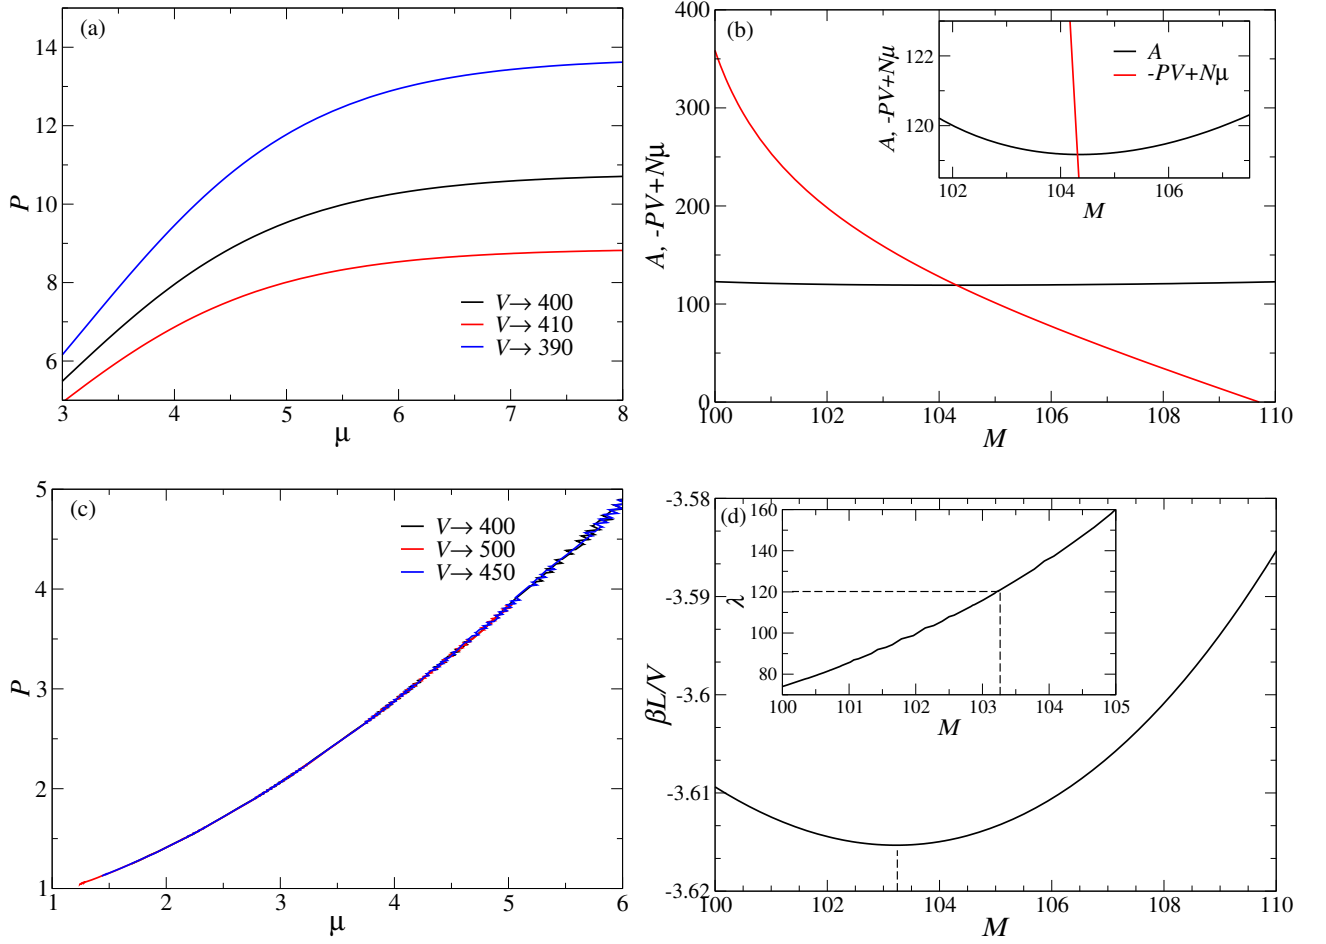 (a)
P
14
12
10
8
6
V→ 400
V→ 410
V→ 390
3 4 5 6 7 8
μ
(b)
A, -PV+Nμ
400
350
300
250
200
150
100
50
0
A, -PV+Nμ
122
120
A
-PV+Nμ
102 104 106
M
100 102 104 106 108 110
M
(c)
P
5
4
3
2
1
V→ 400
V→ 500
V→ 450
1 2 3 4 5 6
μ
(d)
βL/V
-3.58
-3.59
-3.6
-3.61
-3.62
λ
160
140
120
100
80
100 101 102 103 104 105
M
100 102 104 106 108 110
M